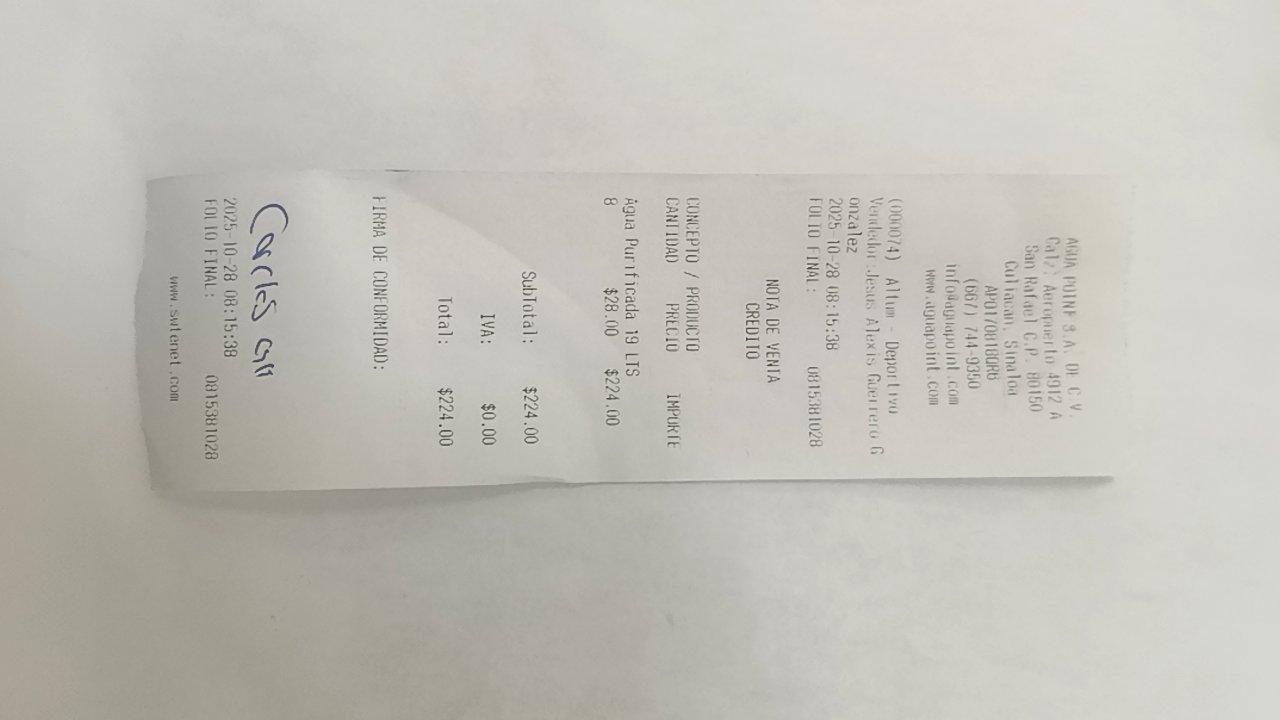 AGUA POINT S.A. DE C.V.
Calz. Aeropuerto 4912 A
San Rafael C.P. 80150
Culiacan, Sinaloa
(667) 744-9350
info@aguapoint.com
www.aguapoint.com
(000074) Altum - Deportivo
Vendedor:Jesus Alexis Guerrero G
onzalez
2025-10-28 08:15:38
FOLIO FINAL: 0815381028
NOTA DE VENTA
CREDITO
CONCEPTO / PRODUCTO
CANTIDAD PRECIO IMPORTE
Agua Purificada 19 LTS
8 $28.00 $224.00
SubTotal: $224.00
IVA: $0.00
Total: $224.00
FIRMA DE CONFORMIDAD:
Carlos
2025-10-28 08:15:38
FOLIO FINAL: 0815381028
www.swtenet.com